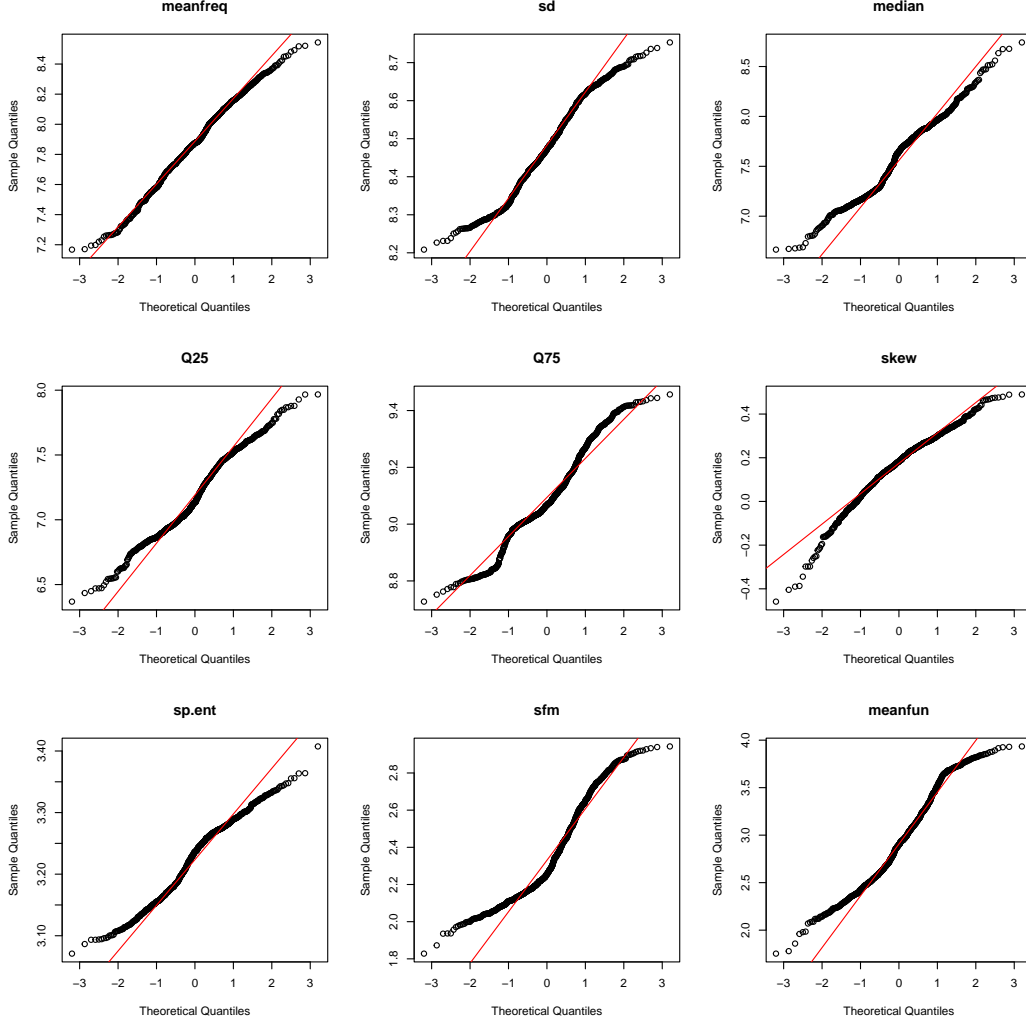 meanfreq
Sample Quantiles
7.2 7.4 7.6 7.8 8.0 8.2 8.4
−3 −2 −1 0 1 2 3
Theoretical Quantiles
sd
Sample Quantiles
8.2 8.3 8.4 8.5 8.6 8.7
−3 −2 −1 0 1 2 3
Theoretical Quantiles
median
Sample Quantiles
7.0 7.5 8.0 8.5
−3 −2 −1 0 1 2 3
Theoretical Quantiles
Q25
Sample Quantiles
6.5 7.0 7.5 8.0
−3 −2 −1 0 1 2 3
Theoretical Quantiles
Q75
Sample Quantiles
8.8 9.0 9.2 9.4
−3 −2 −1 0 1 2 3
Theoretical Quantiles
skew
Sample Quantiles
−0.4 −0.2 0.0 0.2 0.4
−3 −2 −1 0 1 2 3
Theoretical Quantiles
sp.ent
Sample Quantiles
3.10 3.20 3.30 3.40
−3 −2 −1 0 1 2 3
Theoretical Quantiles
sfm
Sample Quantiles
1.8 2.0 2.2 2.4 2.6 2.8
−3 −2 −1 0 1 2 3
Theoretical Quantiles
meanfun
Sample Quantiles
2.0 2.5 3.0 3.5 4.0
−3 −2 −1 0 1 2 3
Theoretical Quantiles